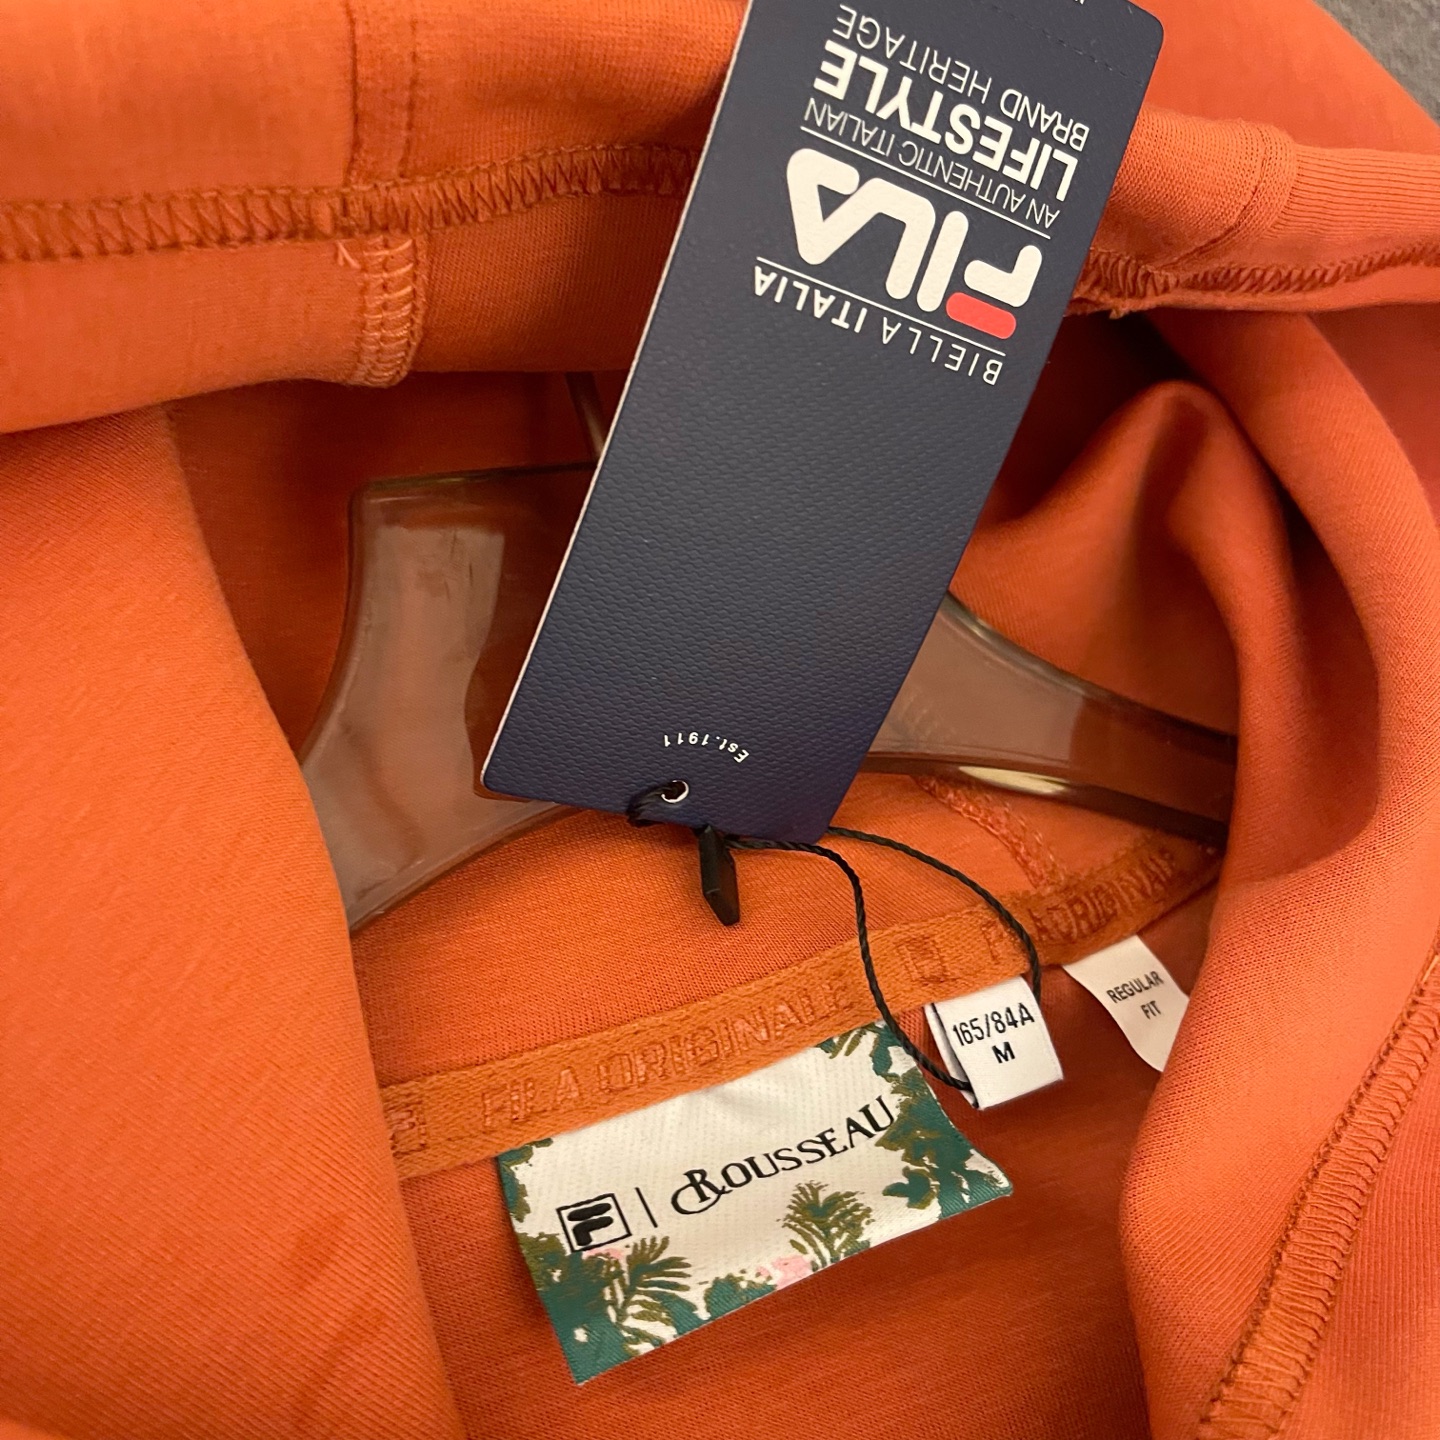 BIELLA ITALIA
FILA
AN AUTHENTIC ITALIAN
LIFESTYLE
BRAND HERITAGE
Est.1911
FILA ORIGINALE
FILA ORIGINALE
165/84A
M
REGULAR
FIT
F | ROUSSEAU